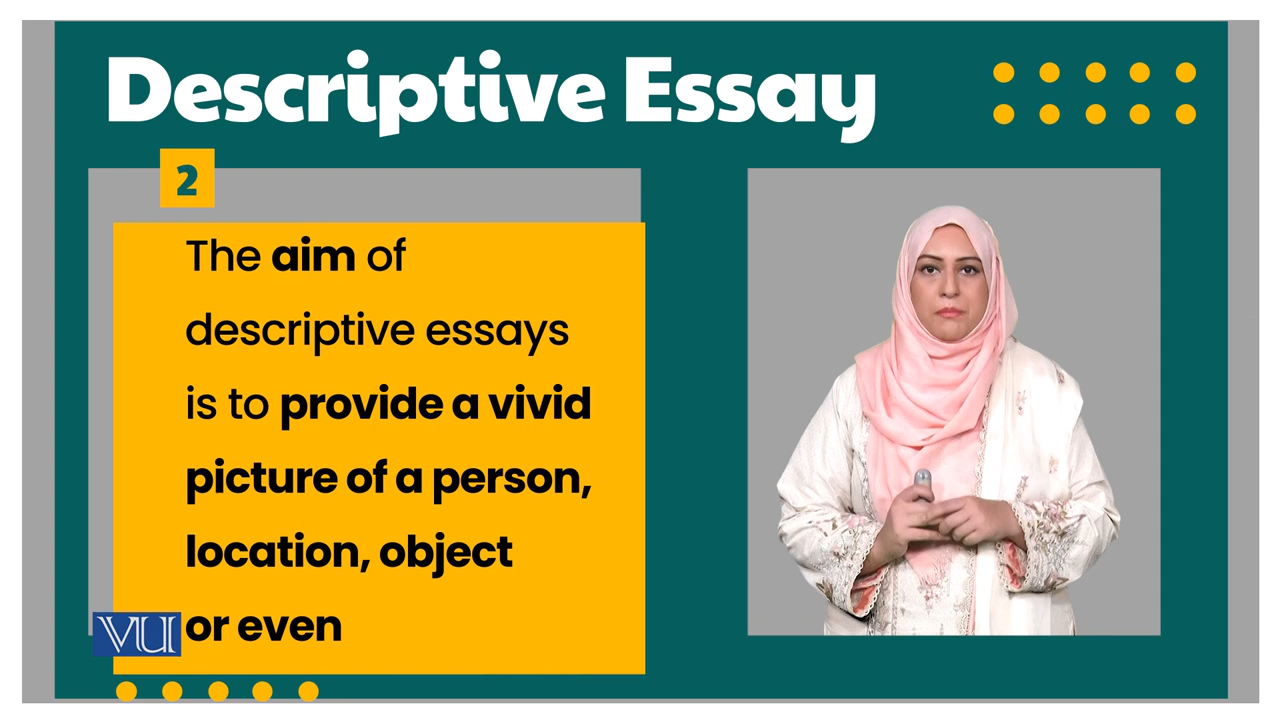 Descriptive Essay
2
The aim of
descriptive essays
is to provide a vivid
picture of a person,
location, object
or even
VU